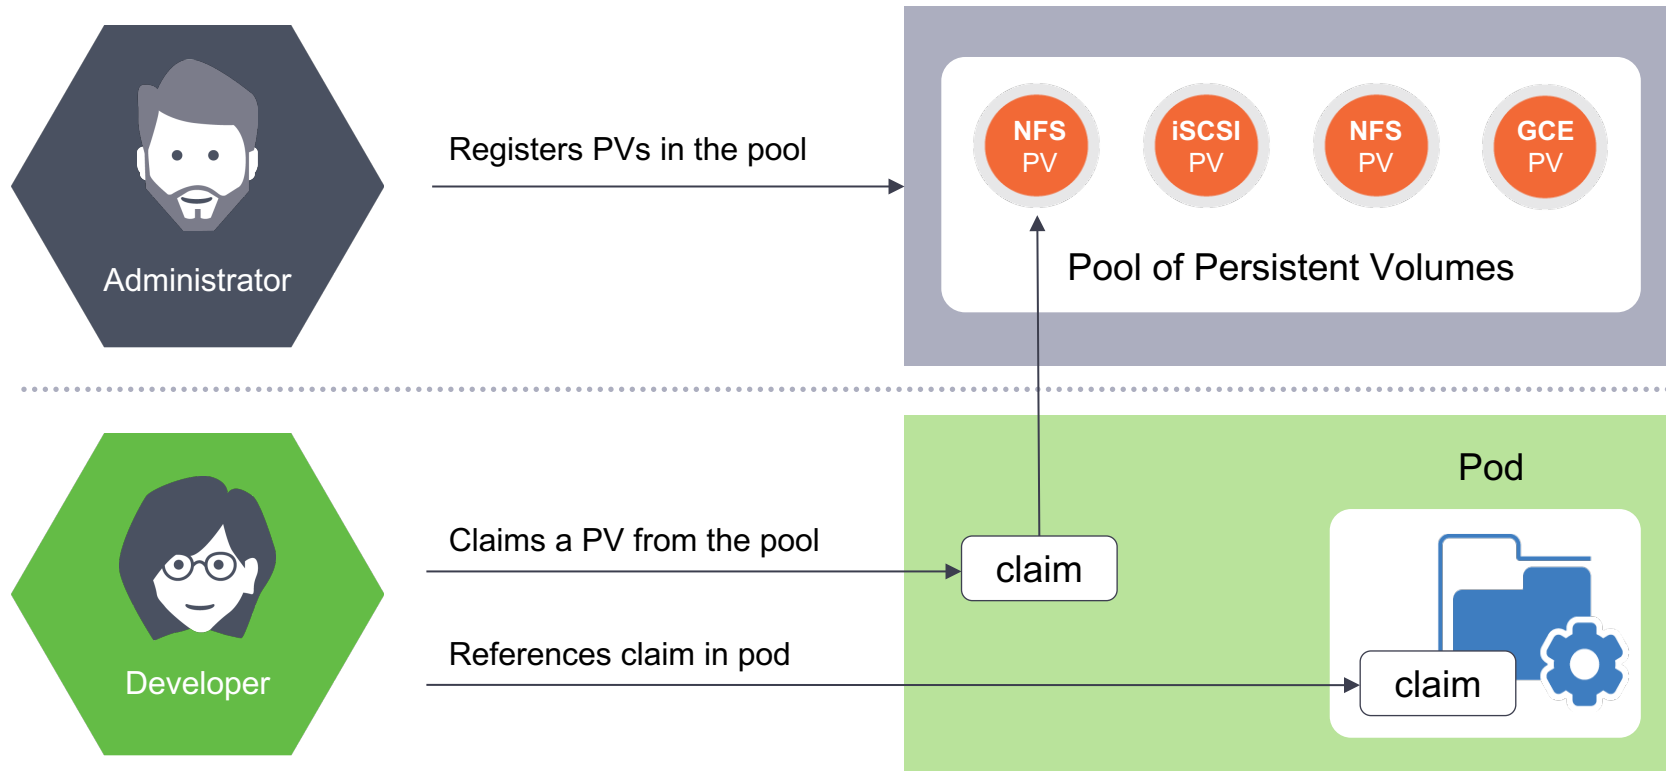 Administrator
Registers PVs in the pool
NFS
PV
iSCSI
PV
NFS
PV
GCE
PV
Pool of Persistent Volumes
Developer
Claims a PV from the pool
claim
References claim in pod
Pod
claim